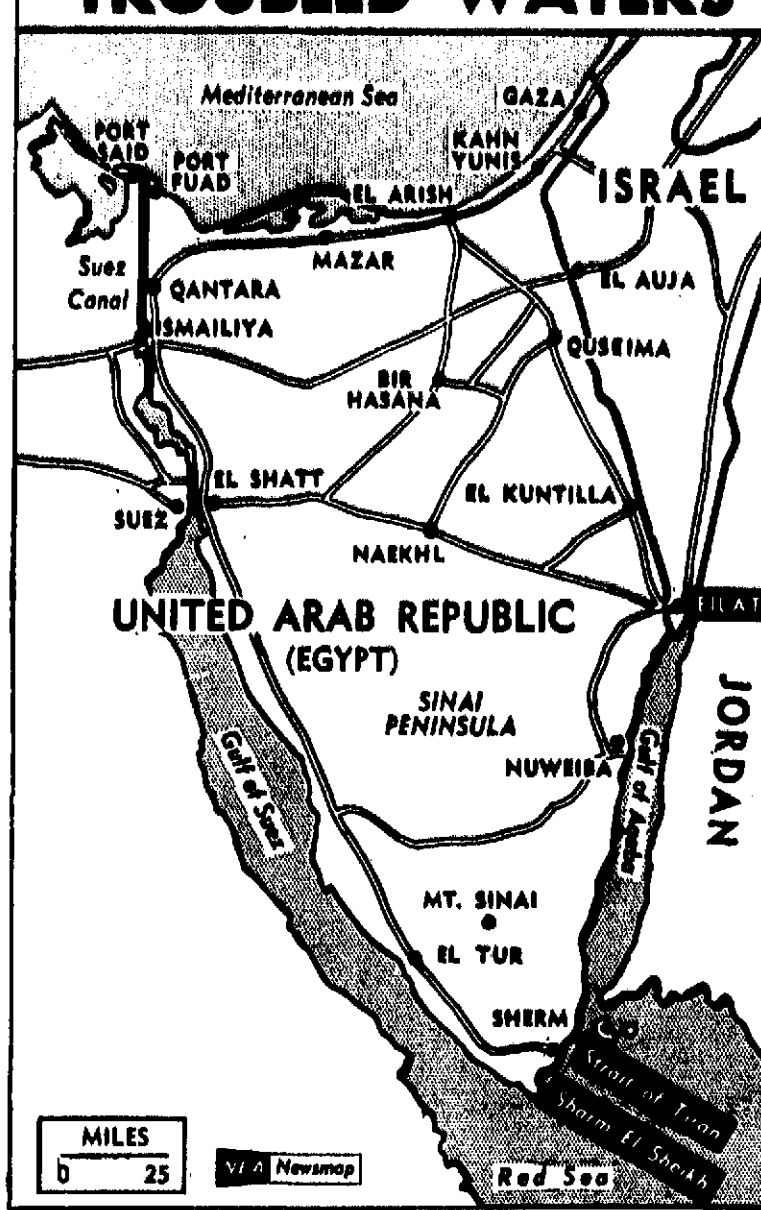 TROUBLED WATERS
Mediterranean Sea
GAZA
PORT
SAID
PORT
FUAD
KAHN
YUNIS
EL ARISH
ISRAEL
MAZAR
Suez
Canal
QANTARA
EL AUJA
ISMAILIYA
QUSEIMA
BIR
HASANA
EL SHATT
EL KUNTILLA
SUEZ
NAEKHL
EILAT
UNITED ARAB REPUBLIC
(EGYPT)
SINAI
PENINSULA
JORDAN
Gulf of Suez
NUWEIBA
Gulf of Aqaba
MT. SINAI
EL TUR
SHERM
Strait of Tiran
Sharm El Sheikh
MILES
0 25
NEA Newsmap
Red Sea